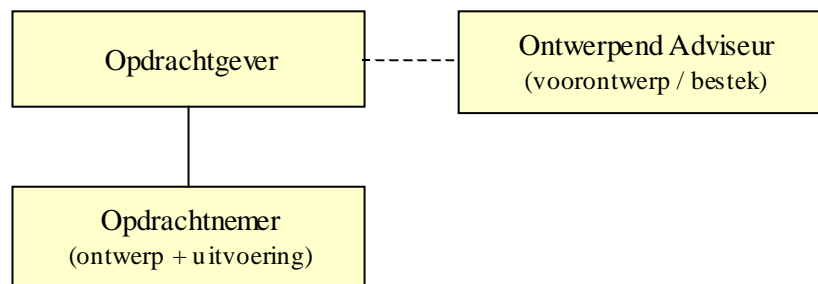 Opdrachtgever
Ontwerpend Adviseur
(voorontwerp / bestek)
Opdrachtnemer
(ontwerp + uitvoering)